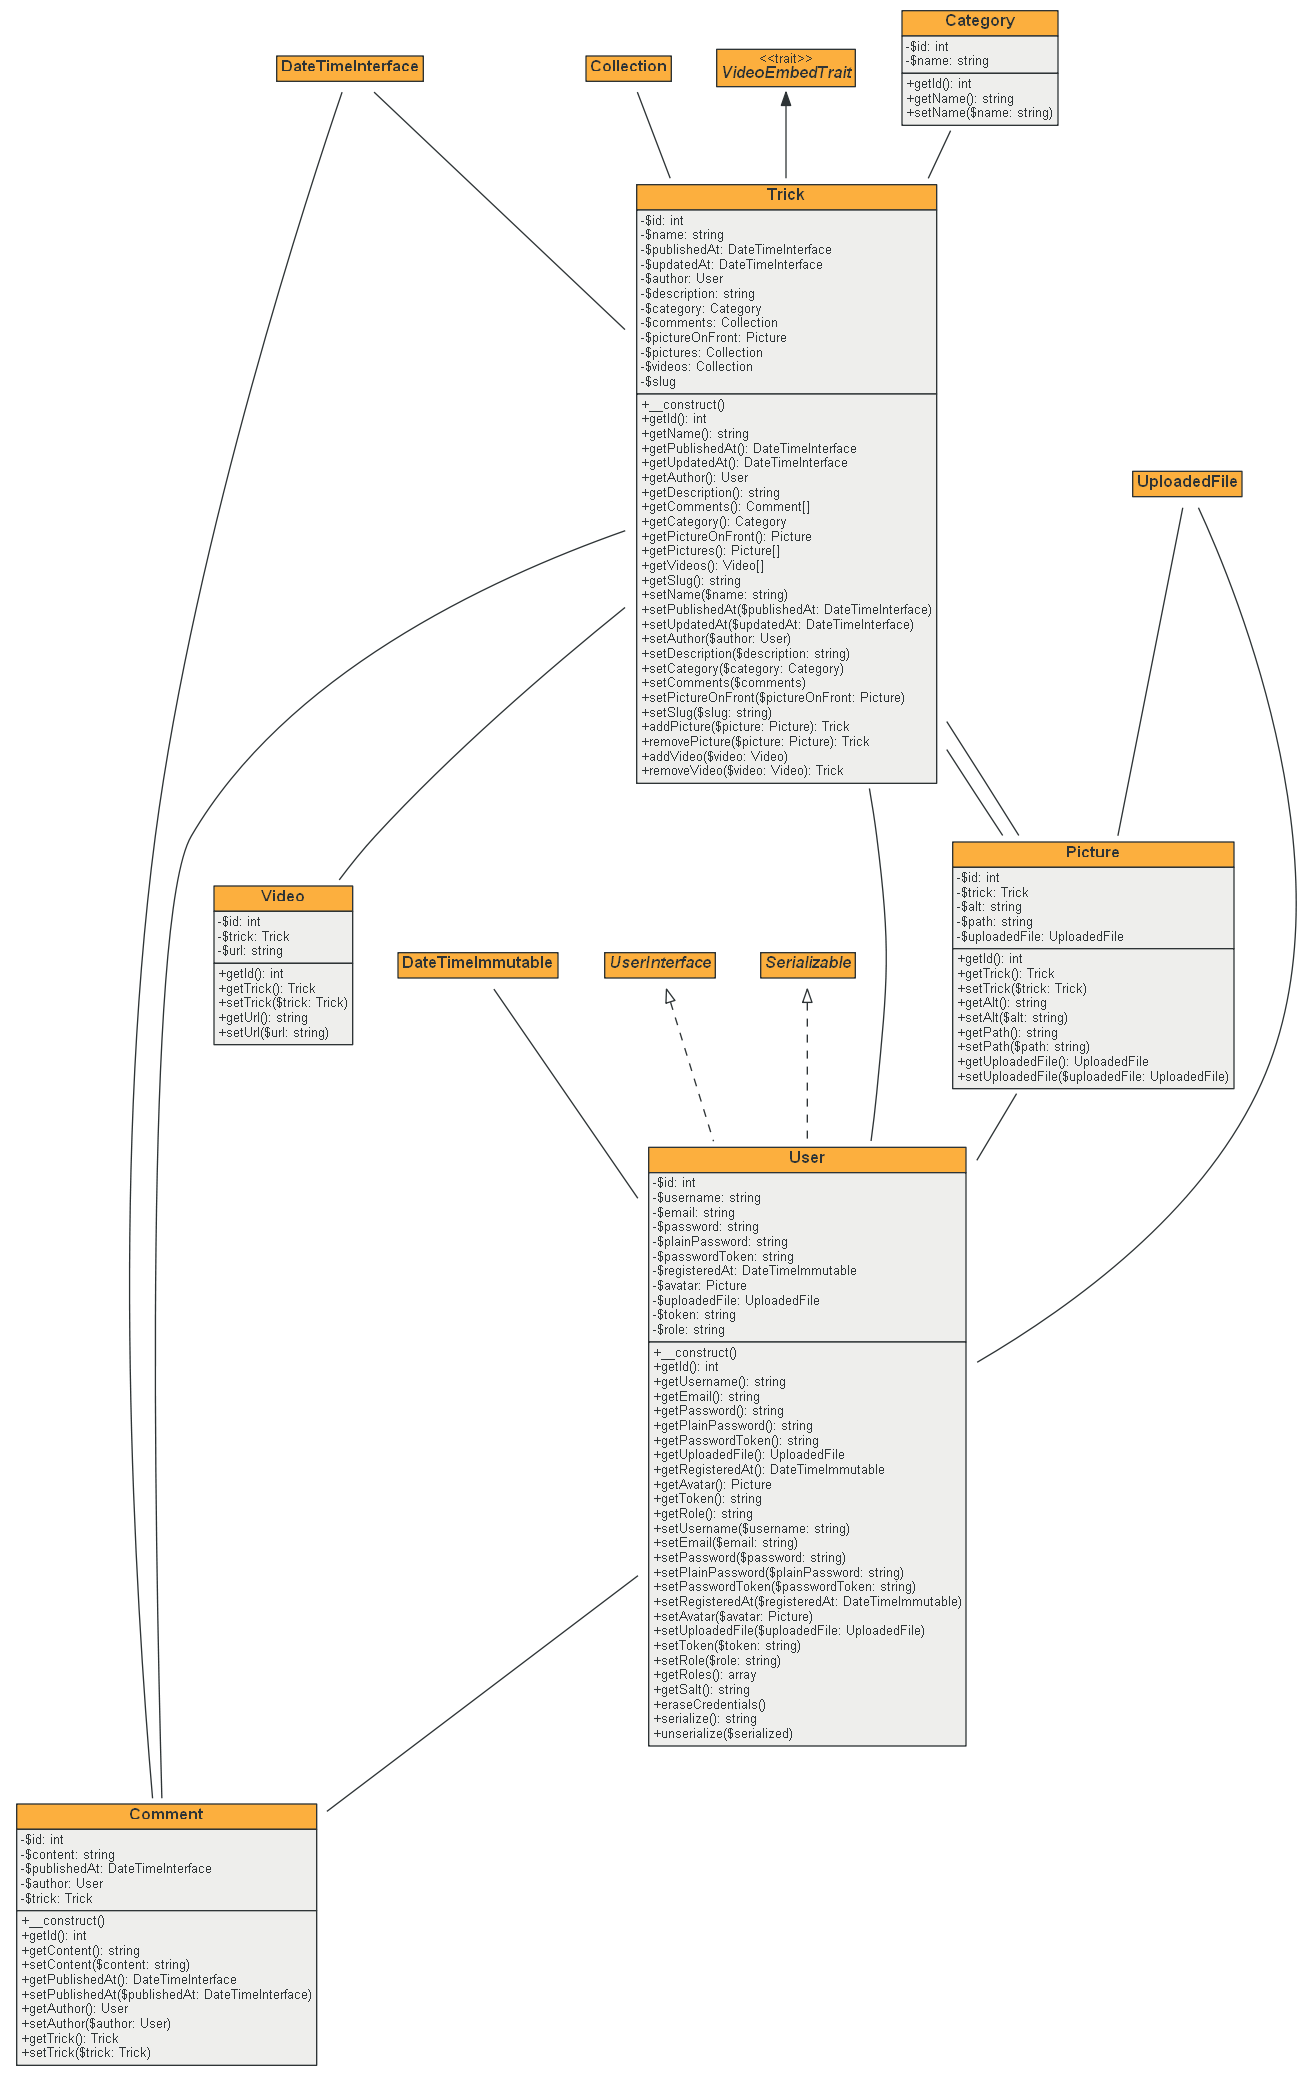 Category
-$id: int
-$name: string
+getId(): int
+getName(): string
+setName($name: string)
DateTimeInterface
Collection
<<trait>>
VideoEmbedTrait
Trick
-$id: int
-$name: string
-$publishedAt: DateTimeInterface
-$updatedAt: DateTimeInterface
-$author: User
-$description: string
-$category: Category
-$comments: Collection
-$pictureOnFront: Picture
-$pictures: Collection
-$videos: Collection
-$slug
+__construct()
+getId(): int
+getName(): string
+getPublishedAt(): DateTimeInterface
+getUpdatedAt(): DateTimeInterface
+getAuthor(): User
+getDescription(): string
+getComments(): Comment[]
+getCategory(): Category
+getPictureOnFront(): Picture
+getPictures(): Picture[]
+getVideos(): Video[]
+getSlug(): string
+setName($name: string)
+setPublishedAt($publishedAt: DateTimeInterface)
+setUpdatedAt($updatedAt: DateTimeInterface)
+setAuthor($author: User)
+setDescription($description: string)
+setCategory($category: Category)
+setComments($comments)
+setPictureOnFront($pictureOnFront: Picture)
+setSlug($slug: string)
+addPicture($picture: Picture): Trick
+removePicture($picture: Picture): Trick
+addVideo($video: Video)
+removeVideo($video: Video): Trick
UploadedFile
Picture
-$id: int
-$trick: Trick
-$alt: string
-$path: string
-$uploadedFile: UploadedFile
+getId(): int
+getTrick(): Trick
+setTrick($trick: Trick)
+getAlt(): string
+setAlt($alt: string)
+getPath(): string
+setPath($path: string)
+getUploadedFile(): UploadedFile
+setUploadedFile($uploadedFile: UploadedFile)
Video
-$id: int
-$trick: Trick
-$url: string
+getId(): int
+getTrick(): Trick
+setTrick($trick: Trick)
+getUrl(): string
+setUrl($url: string)
DateTimeImmutable
UserInterface
Serializable
User
-$id: int
-$username: string
-$email: string
-$password: string
-$plainPassword: string
-$passwordToken: string
-$registeredAt: DateTimeImmutable
-$avatar: Picture
-$uploadedFile: UploadedFile
-$token: string
-$role: string
+__construct()
+getId(): int
+getUsername(): string
+getEmail(): string
+getPassword(): string
+getPlainPassword(): string
+getPasswordToken(): string
+getUploadedFile(): UploadedFile
+getRegisteredAt(): DateTimeImmutable
+getAvatar(): Picture
+getToken(): string
+getRole(): string
+setUsername($username: string)
+setEmail($email: string)
+setPassword($password: string)
+setPlainPassword($plainPassword: string)
+setPasswordToken($passwordToken: string)
+setRegisteredAt($registeredAt: DateTimeImmutable)
+setAvatar($avatar: Picture)
+setUploadedFile($uploadedFile: UploadedFile)
+setToken($token: string)
+setRole($role: string)
+getRoles(): array
+getSalt(): string
+eraseCredentials()
+serialize(): string
+unserialize($serialized)
Comment
-$id: int
-$content: string
-$publishedAt: DateTimeInterface
-$author: User
-$trick: Trick
+__construct()
+getId(): int
+getContent(): string
+setContent($content: string)
+getPublishedAt(): DateTimeInterface
+setPublishedAt($publishedAt: DateTimeInterface)
+getAuthor(): User
+setAuthor($author: User)
+getTrick(): Trick
+setTrick($trick: Trick)